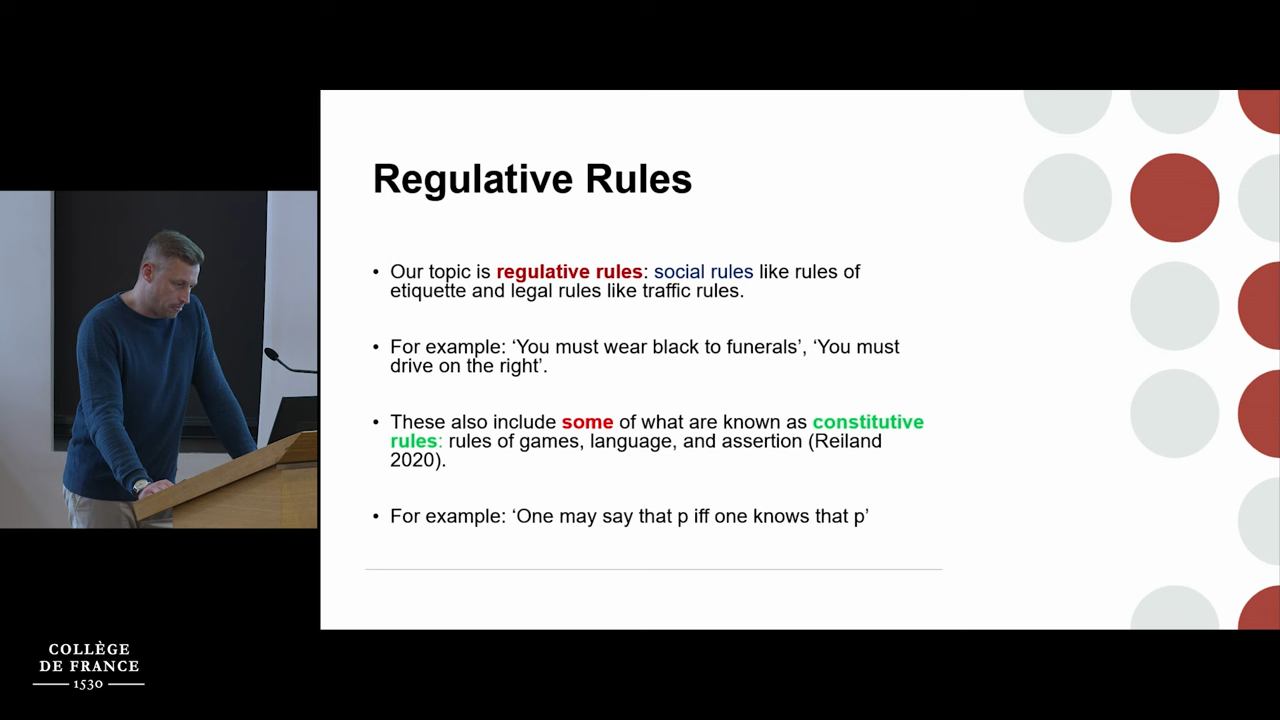 Regulative Rules
• Our topic is regulative rules: social rules like rules of
etiquette and legal rules like traffic rules.
• For example: ‘You must wear black to funerals’, ‘You must
drive on the right’.
• These also include some of what are known as constitutive
rules: rules of games, language, and assertion (Reiland
2020).
• For example: ‘One may say that p iff one knows that p’
COLLÈGE
DE FRANCE
1530